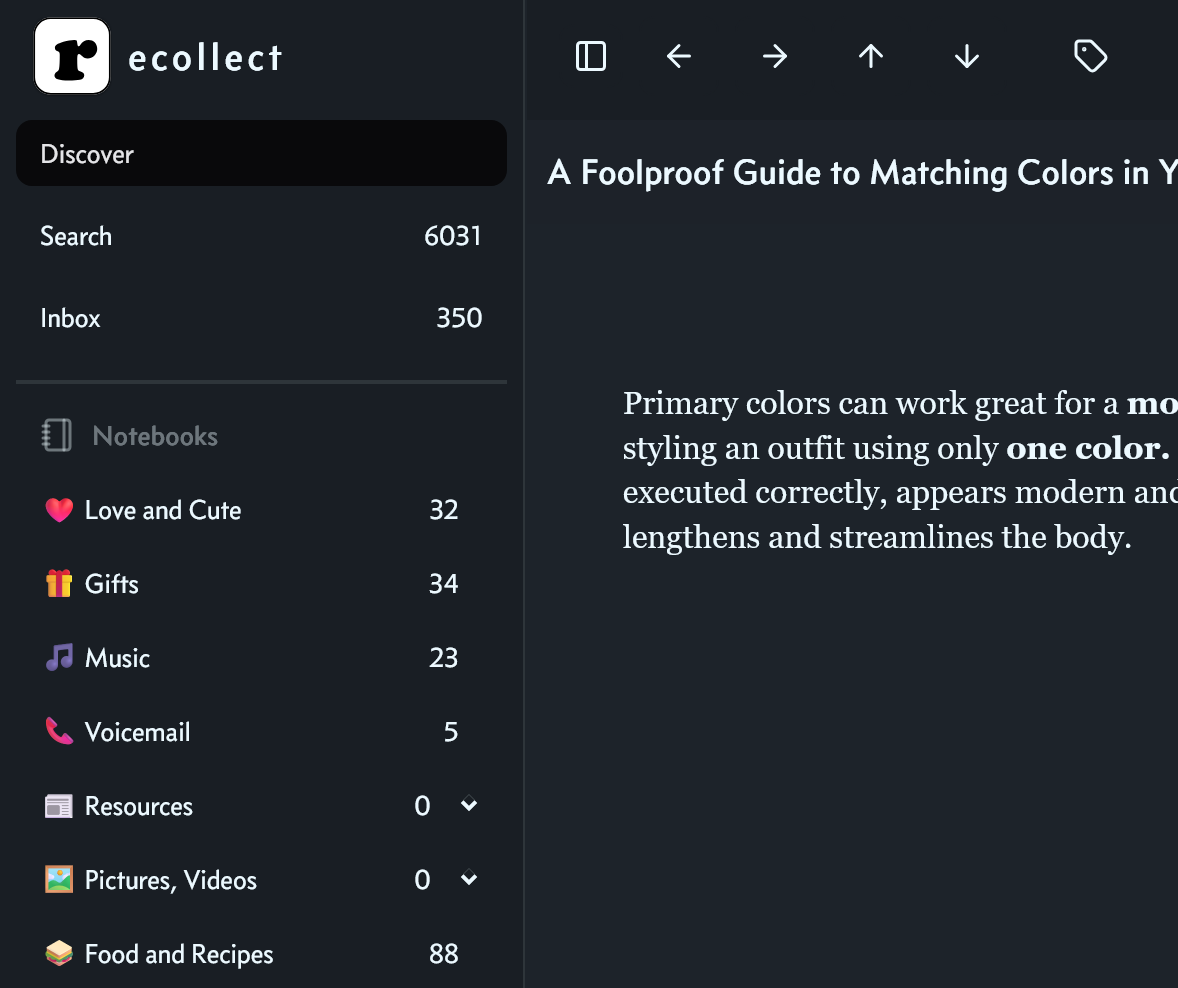 r ecollect
Discover
Search 6031
Inbox 350
Notebooks
Love and Cute 32
Gifts 34
Music 23
Voicemail 5
Resources 0
Pictures, Videos 0
Food and Recipes 88
A Foolproof Guide to Matching Colors in Y
Primary colors can work great for a mo
styling an outfit using only one color.
executed correctly, appears modern and
lengthens and streamlines the body.